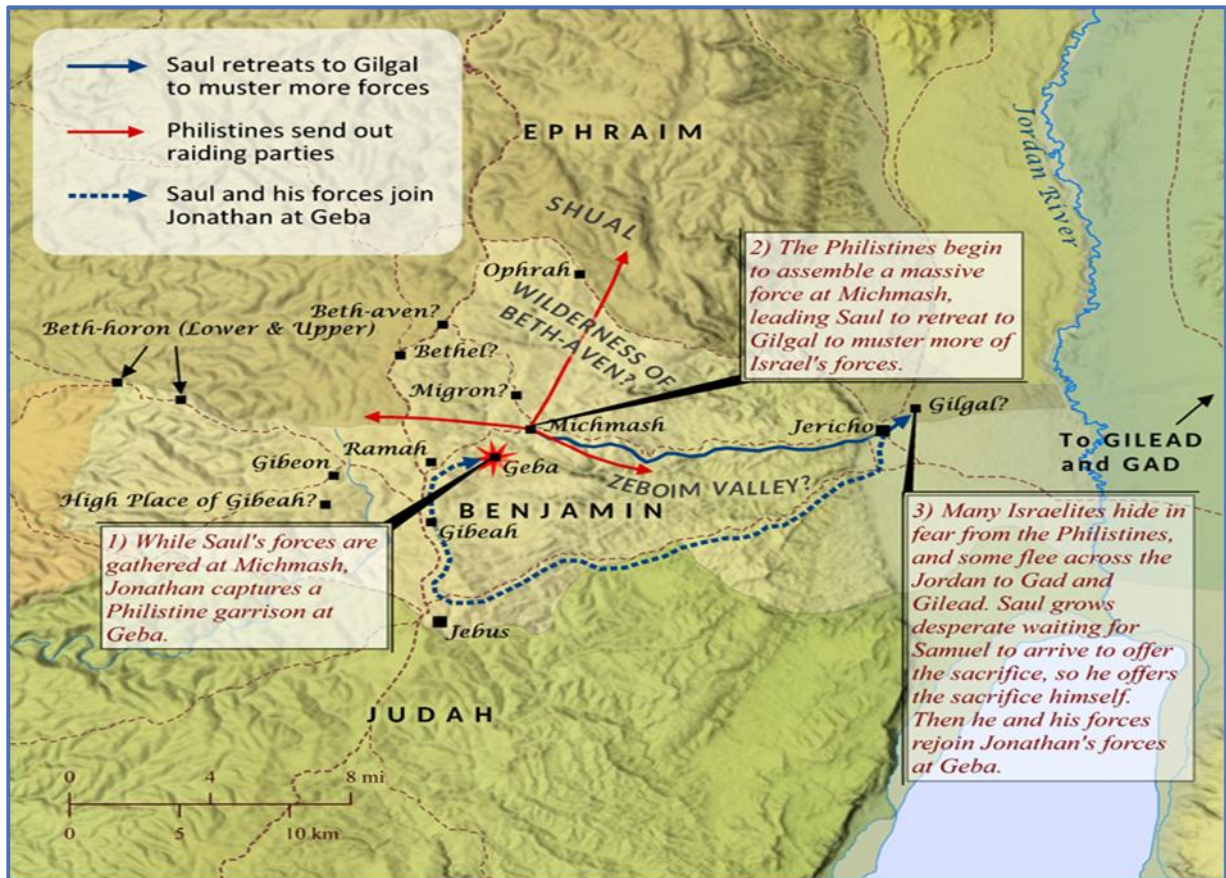 Saul retreats to Gilgal
to muster more forces
Philistines send out
raiding parties
Saul and his forces join
Jonathan at Geba
EPHRAIM
Jordan River
SHUAL
Ophrah
WILDERNESS OF
BETH-AVEN?
2) The Philistines begin
to assemble a massive
force at Michmash,
leading Saul to retreat to
Gilgal to muster more of
Israel's forces.
Beth-aven?
Beth-horon (Lower & Upper)
Bethel?
Migron?
Michmash
Jericho
Gilgal?
To GILEAD
and GAD
Ramah
Geba
Gibeon
ZEBOIM VALLEY?
High Place of Gibeah?
BENJAMIN
Gibeah
1) While Saul's forces are
gathered at Michmash,
Jonathan captures a
Philistine garrison at
Geba.
3) Many Israelites hide in
fear from the Philistines,
and some flee across the
Jordan to Gad and
Gilead. Saul grows
desperate waiting for
Samuel to arrive to offer
the sacrifice, so he offers
the sacrifice himself.
Then he and his forces
rejoin Jonathan's forces
at Geba.
Jebus
JUDAH
0 4 8 mi
0 5 10 km